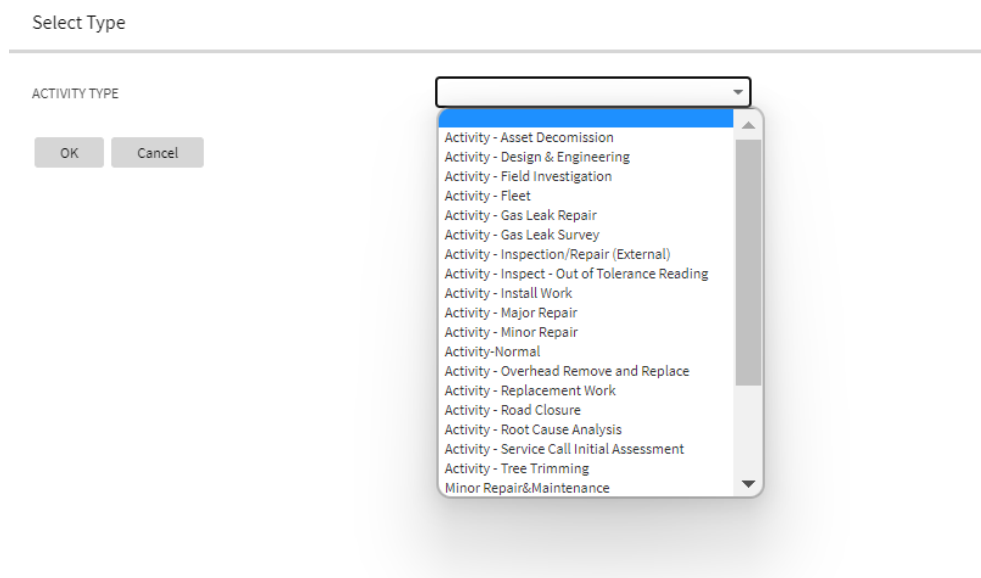 Select Type
ACTIVITY TYPE
OK Cancel
Activity - Asset Decomission
Activity - Design & Engineering
Activity - Field Investigation
Activity - Fleet
Activity - Gas Leak Repair
Activity - Gas Leak Survey
Activity - Inspection/Repair (External)
Activity - Inspect - Out of Tolerance Reading
Activity - Install Work
Activity - Major Repair
Activity - Minor Repair
Activity-Normal
Activity - Overhead Remove and Replace
Activity - Replacement Work
Activity - Road Closure
Activity - Root Cause Analysis
Activity - Service Call Initial Assessment
Activity - Tree Trimming
Minor Repair&Maintenance